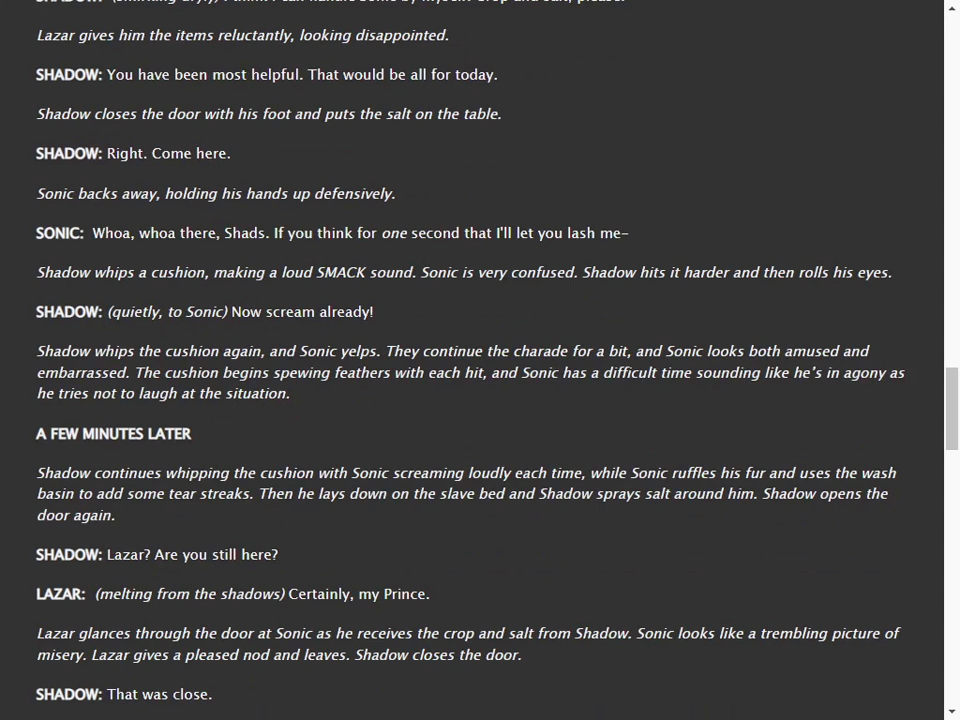 Lazar gives him the items reluctantly, looking disappointed.
SHADOW: You have been most helpful. That would be all for today.
Shadow closes the door with his foot and puts the salt on the table.
SHADOW: Right. Come here.
Sonic backs away, holding his hands up defensively.
SONIC: Whoa, whoa there, Shads. If you think for one second that I'll let you lash me–
Shadow whips a cushion, making a loud SMACK sound. Sonic is very confused. Shadow hits it harder and then rolls his eyes.
SHADOW: (quietly, to Sonic) Now scream already!
Shadow whips the cushion again, and Sonic yelps. They continue the charade for a bit, and Sonic looks both amused and
embarrassed. The cushion begins spewing feathers with each hit, and Sonic has a difficult time sounding like he's in agony as
he tries not to laugh at the situation.
A FEW MINUTES LATER
Shadow continues whipping the cushion with Sonic screaming loudly each time, while Sonic ruffles his fur and uses the wash
basin to add some tear streaks. Then he lays down on the slave bed and Shadow sprays salt around him. Shadow opens the
door again.
SHADOW: Lazar? Are you still here?
LAZAR: (melting from the shadows) Certainly, my Prince.
Lazar glances through the door at Sonic as he receives the crop and salt from Shadow. Sonic looks like a trembling picture of
misery. Lazar gives a pleased nod and leaves. Shadow closes the door.
SHADOW: That was close.